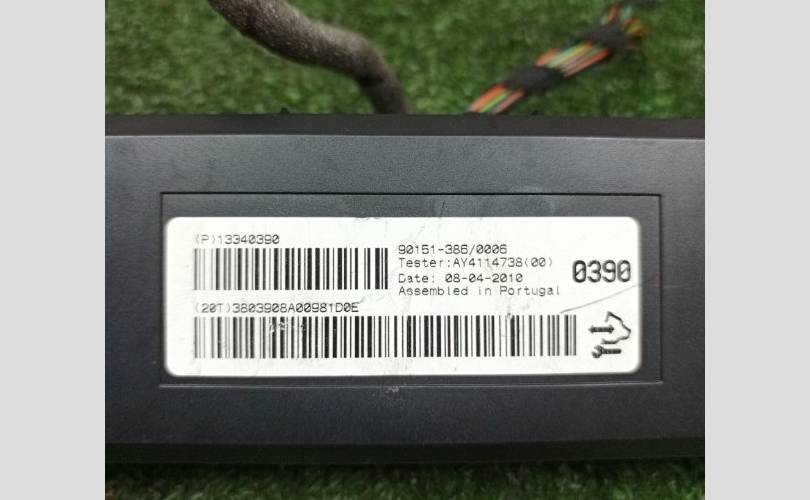 (P)13340390
90151-386/0006
Tester:AY4114738(00)
Date: 08-04-2010
Assembled in Portugal
0390
(20T)3803908A00981D0E